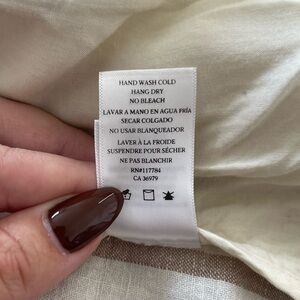 HAND WASH COLD
HANG DRY
NO BLEACH
LAVAR A MANO EN AGUA FRÍA
SECAR COLGADO
NO USAR BLANQUEADOR
LAVER À LA FROIDE
SUSPENDRE POUR SÉCHER
NE PAS BLANCHIR
RN#117784
CA 36979